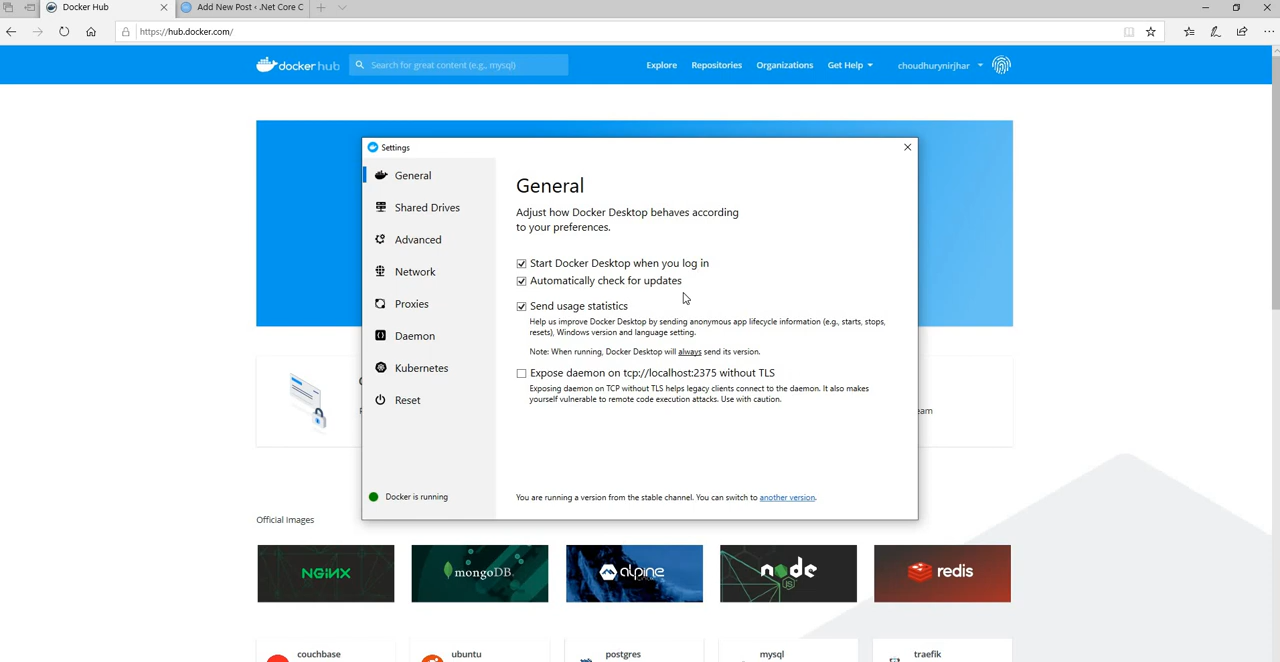 Docker Hub
Add New Post ‹ .Net Core C
https://hub.docker.com/
docker hub
Search for great content (e.g., mysql)
Explore
Repositories
Organizations
Get Help
choudhurynirjhar
Settings
General
Shared Drives
Advanced
Network
Proxies
Daemon
Kubernetes
Reset
Docker is running
General
Adjust how Docker Desktop behaves according
to your preferences.
Start Docker Desktop when you log in
Automatically check for updates
Send usage statistics
Help us improve Docker Desktop by sending anonymous app lifecycle information (e.g., starts, stops,
resets), Windows version and language setting.
Note: When running, Docker Desktop will always send its version.
Expose daemon on tcp://localhost:2375 without TLS
Exposing daemon on TCP without TLS helps legacy clients connect to the daemon. It also makes
yourself vulnerable to remote code execution attacks. Use with caution.
You are running a version from the stable channel. You can switch to another version.
Official Images
NGINX
mongoDB
alpine
node
JS
redis
couchbase
ubuntu
postgres
mysql
traefik